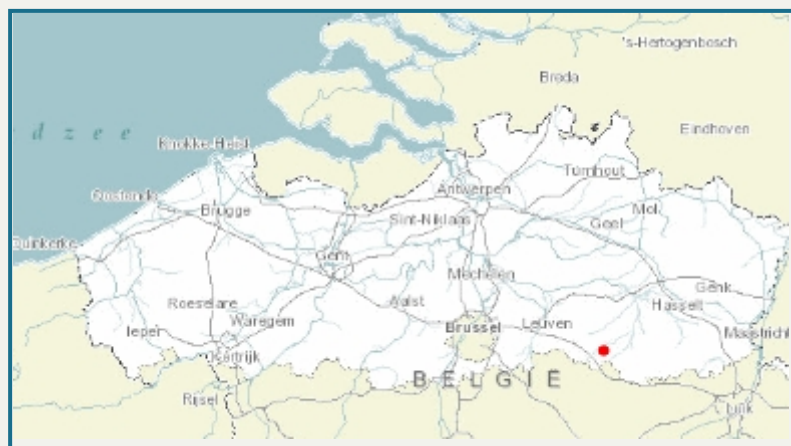 's-Hertogenbosch
Breda
d z e e
Eindhoven
Knokke-Heist
Turnhout
Antwerpen
Oostende
Mol
Brugge
Sint-Niklaas
Geel
Duinkerke
Gent
Mechelen
Genk
Roeselare
Aalst
Hasselt
Waregem
Ieper
Brussel
Leuven
Maastricht
Kortrijk
BELGIË
Rijsel
Luik